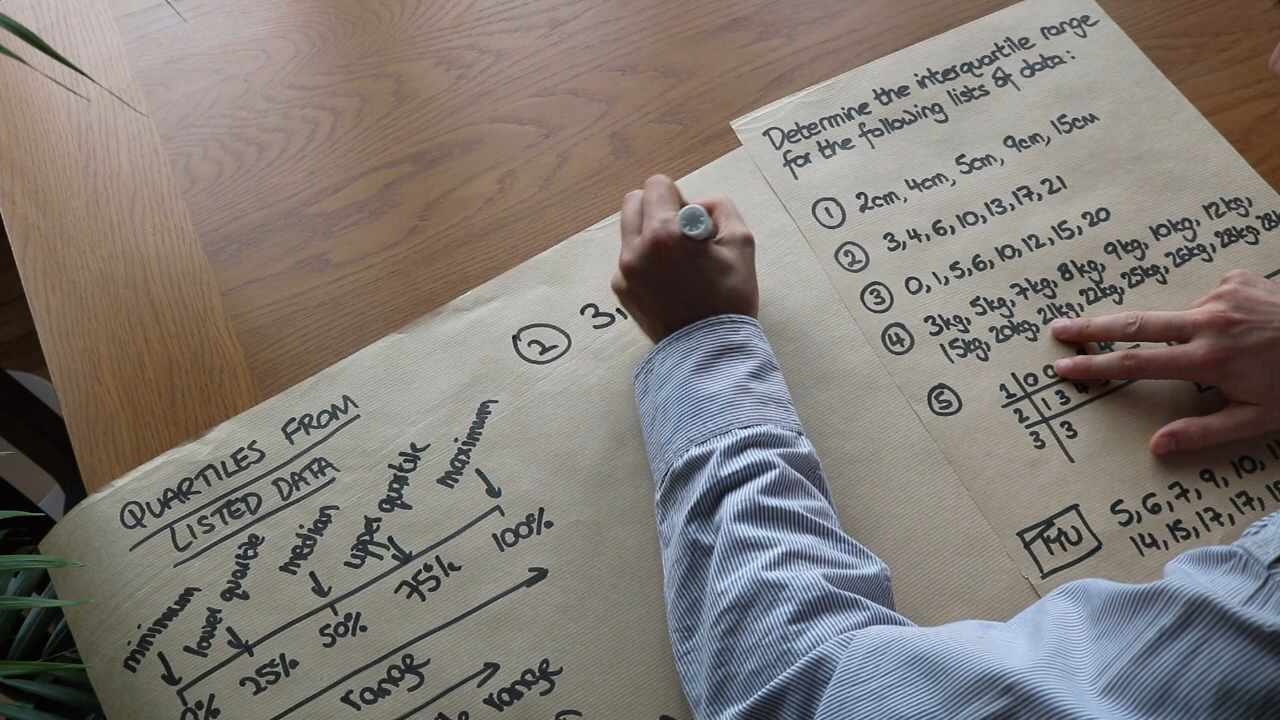 QUARTILES FROM
LISTED DATA
minimum
lower quartile
median
upper quartile
maximum
25%
50%
75%
100%
range
range
2 3,
Determine the interquartile range
for the following lists of data:
1 2cm, 4cm, 5cm, 9cm, 15cm
2 3, 4, 6, 10, 13, 17, 21
3 0, 1, 5, 6, 10, 12, 15, 20
4 3kg, 5kg, 7kg, 8kg, 9kg, 10kg, 12kg,
15kg, 20kg, 21kg, 22kg, 25kg, 26kg, 28kg,
5 1 0 0
2 1 3
3 3
TYU 5, 6, 7, 9, 10,
14, 15, 17, 17,